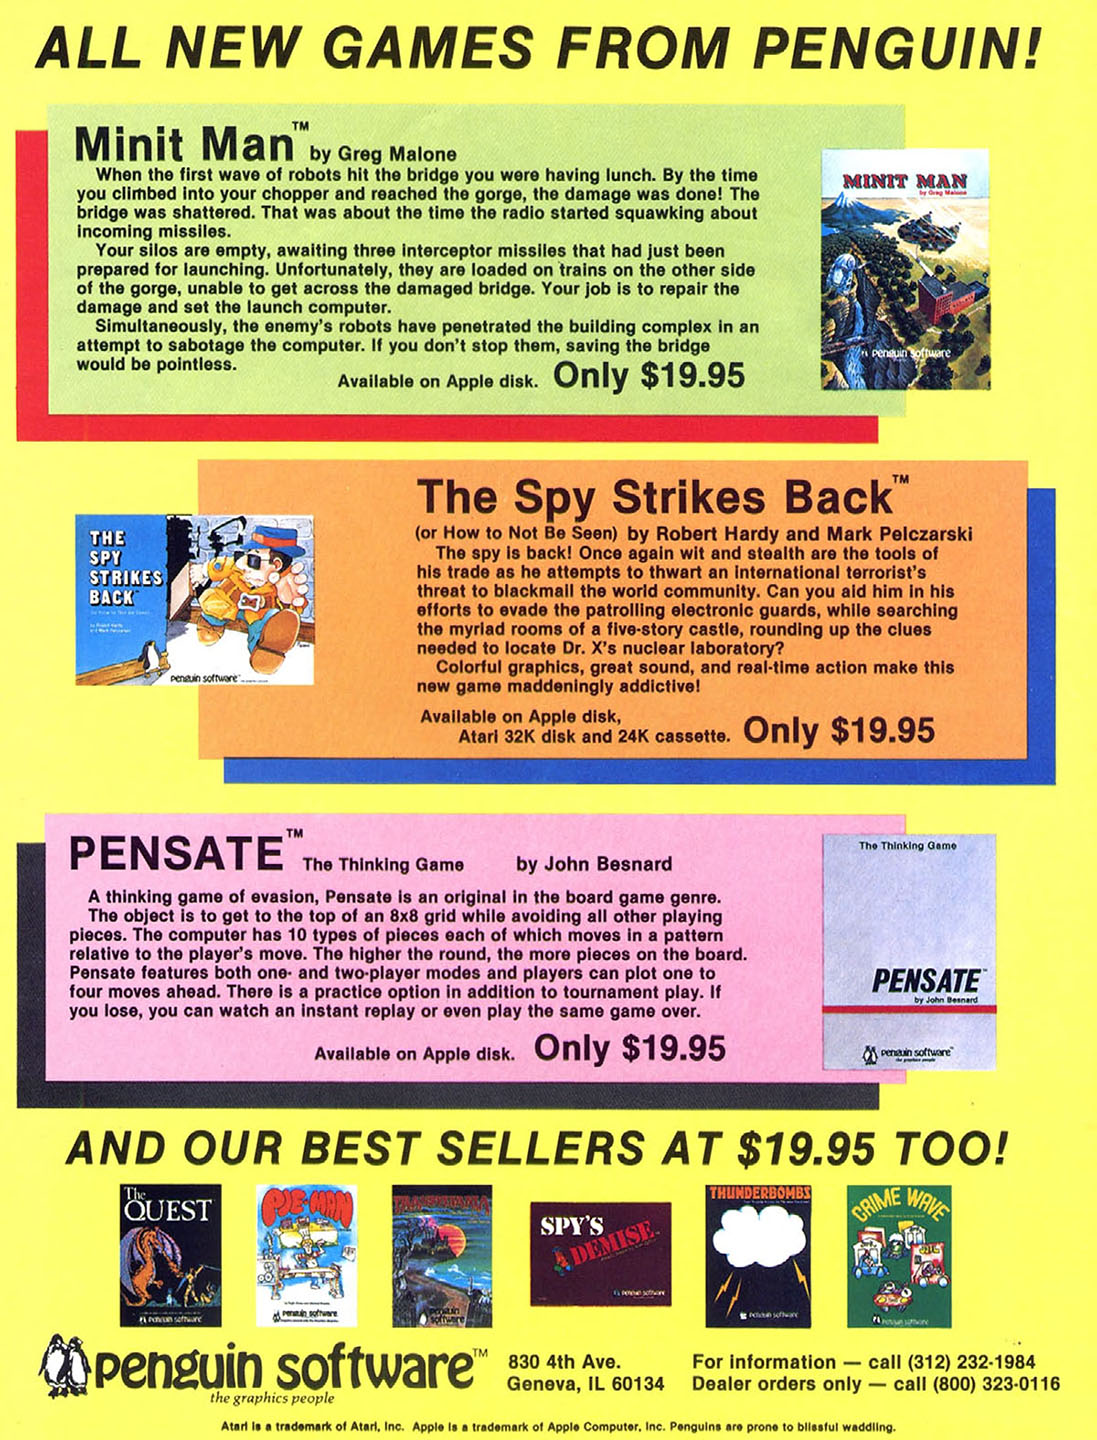 ALL NEW GAMES FROM PENGUIN!
Minit Man™ by Greg Malone
When the first wave of robots hit the bridge you were having lunch. By the time
you climbed into your chopper and reached the gorge, the damage was done! The
bridge was shattered. That was about the time the radio started squawking about
incoming missiles.
Your silos are empty, awaiting three interceptor missiles that had just been
prepared for launching. Unfortunately, they are loaded on trains on the other side
of the gorge, unable to get across the damaged bridge. Your job is to repair the
damage and set the launch computer.
Simultaneously, the enemy's robots have penetrated the building complex in an
attempt to sabotage the computer. If you don't stop them, saving the bridge
would be pointless.
Available on Apple disk. Only $19.95
MINIT MAN
by Greg Malone
penguin software
THE
SPY
STRIKES
BACK™
by Robert Hardy
and Mark Pelczarski
penguin software™
The Spy Strikes Back™
(or How to Not Be Seen) by Robert Hardy and Mark Pelczarski
The spy is back! Once again wit and stealth are the tools of
his trade as he attempts to thwart an international terrorist's
threat to blackmail the world community. Can you aid him in his
efforts to evade the patrolling electronic guards, while searching
the myriad rooms of a five-story castle, rounding up the clues
needed to locate Dr. X's nuclear laboratory?
Colorful graphics, great sound, and real-time action make this
new game maddeningly addictive!
Available on Apple disk,
Atari 32K disk and 24K cassette. Only $19.95
PENSATE™ The Thinking Game by John Besnard
A thinking game of evasion, Pensate is an original in the board game genre.
The object is to get to the top of an 8x8 grid while avoiding all other playing
pieces. The computer has 10 types of pieces each of which moves in a pattern
relative to the player's move. The higher the round, the more pieces on the board.
Pensate features both one- and two-player modes and players can plot one to
four moves ahead. There is a practice option in addition to tournament play. If
you lose, you can watch an instant replay or even play the same game over.
Available on Apple disk. Only $19.95
The Thinking Game
PENSATE™
by John Besnard
penguin software™
the graphics people
AND OUR BEST SELLERS AT $19.95 TOO!
The
QUEST
penguin software
PIE-MAN
penguin software
TRANSYLVANIA
penguin software
SPY'S
DEMISE
penguin software
THUNDERBOMBS
penguin software
CRIME WAVE
penguin software
penguin software™
the graphics people
830 4th Ave.
Geneva, IL 60134
For information — call (312) 232-1984
Dealer orders only — call (800) 323-0116
Atari is a trademark of Atari, Inc. Apple is a trademark of Apple Computer, Inc. Penguins are prone to blissful waddling.